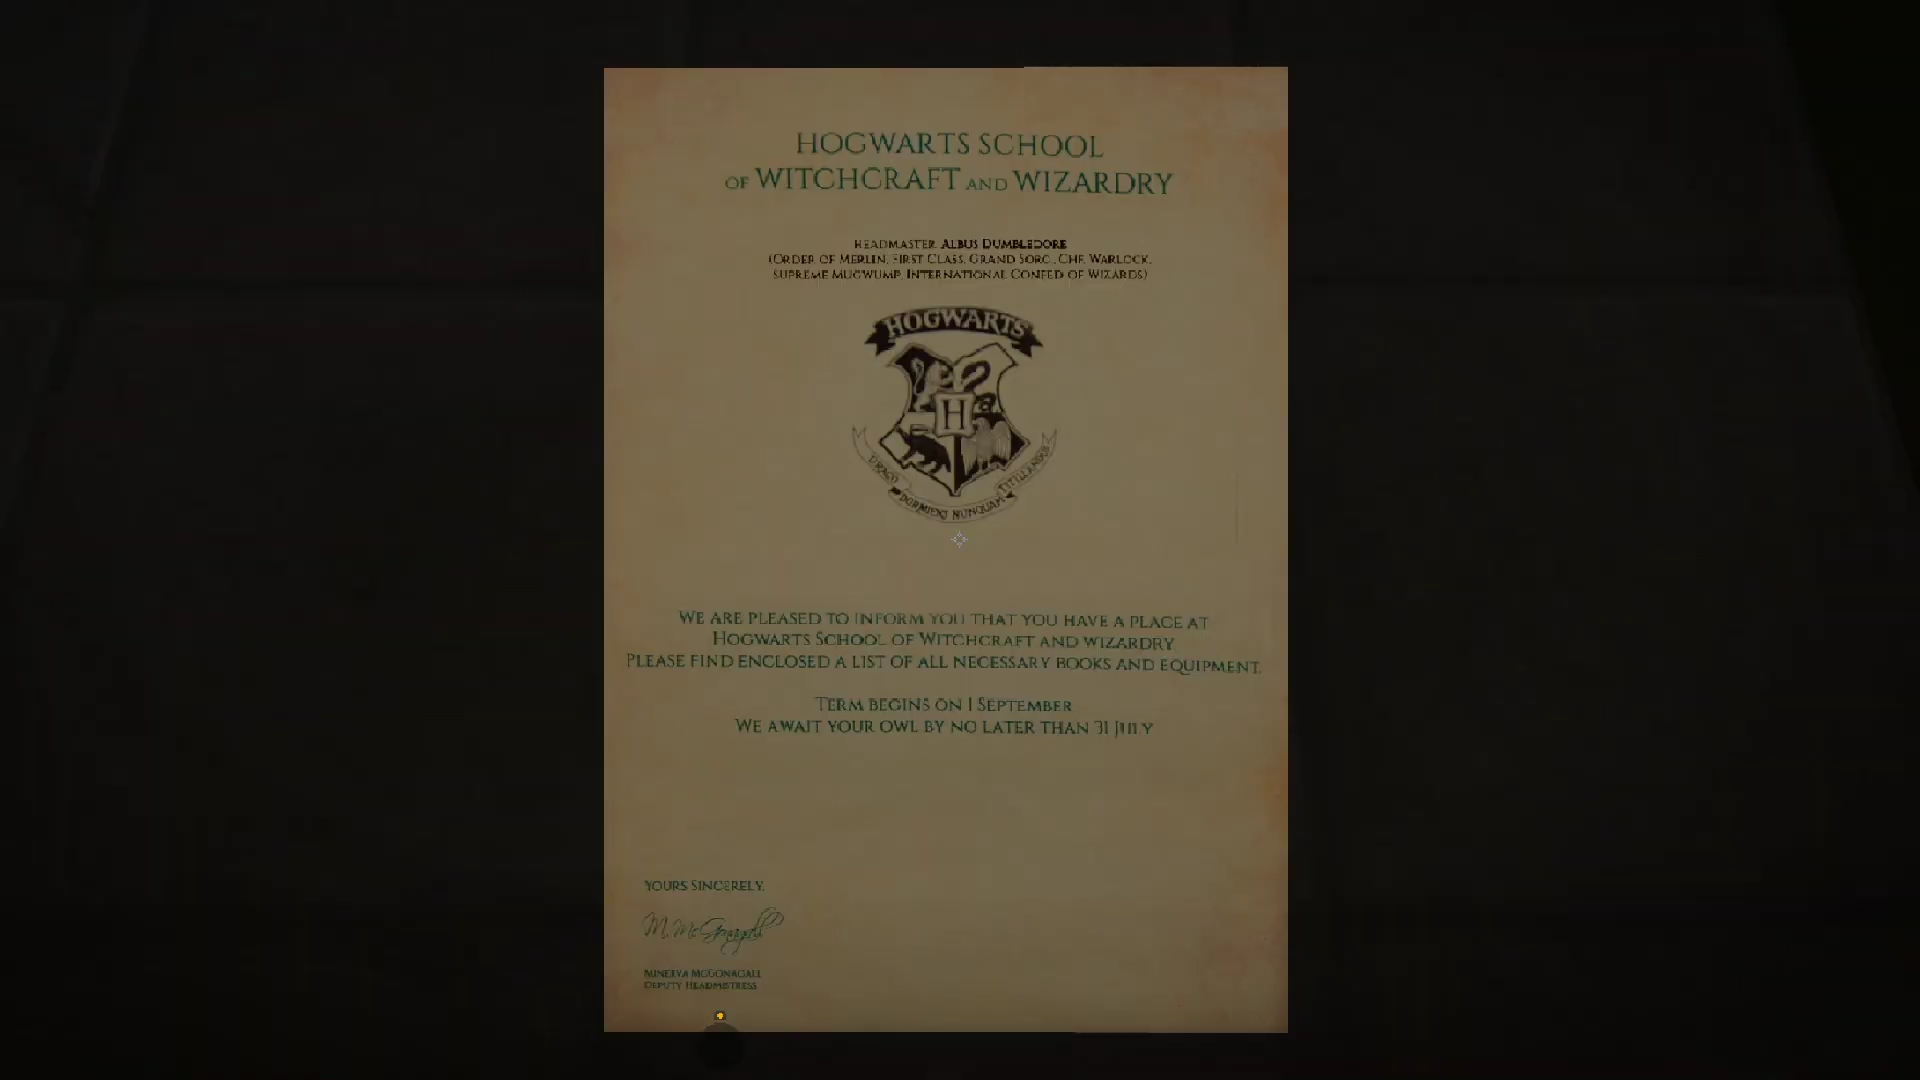 HOGWARTS SCHOOL
OF WITCHCRAFT AND WIZARDRY
HEADMASTER: ALBUS DUMBLEDORE
(ORDER OF MERLIN, FIRST CLASS, GRAND SORC., CHF. WARLOCK,
SUPREME MUGWUMP, INTERNATIONAL CONFED OF WIZARDS)
HOGWARTS
H
DRACO DORMIENS NUNQUAM TITILLANDUS
WE ARE PLEASED TO INFORM YOU THAT YOU HAVE A PLACE AT
HOGWARTS SCHOOL OF WITCHCRAFT AND WIZARDRY
PLEASE FIND ENCLOSED A LIST OF ALL NECESSARY BOOKS AND EQUIPMENT.
TERM BEGINS ON 1 SEPTEMBER
WE AWAIT YOUR OWL BY NO LATER THAN 31 JULY
YOURS SINCERELY,
M. McGonagall
MINERVA MCGONAGALL
DEPUTY HEADMISTRESS